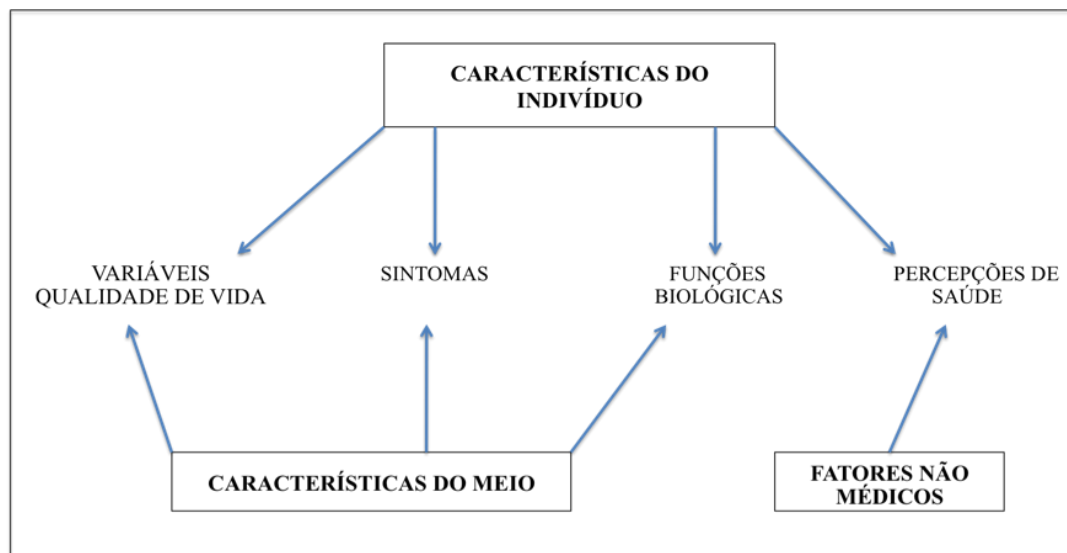 CARACTERÍSTICAS DO
INDIVÍDUO
VARIÁVEIS
QUALIDADE DE VIDA
SINTOMAS
FUNÇÕES
BIOLÓGICAS
PERCEPÇÕES DE
SAÚDE
CARACTERÍSTICAS DO MEIO
FATORES NÃO
MÉDICOS